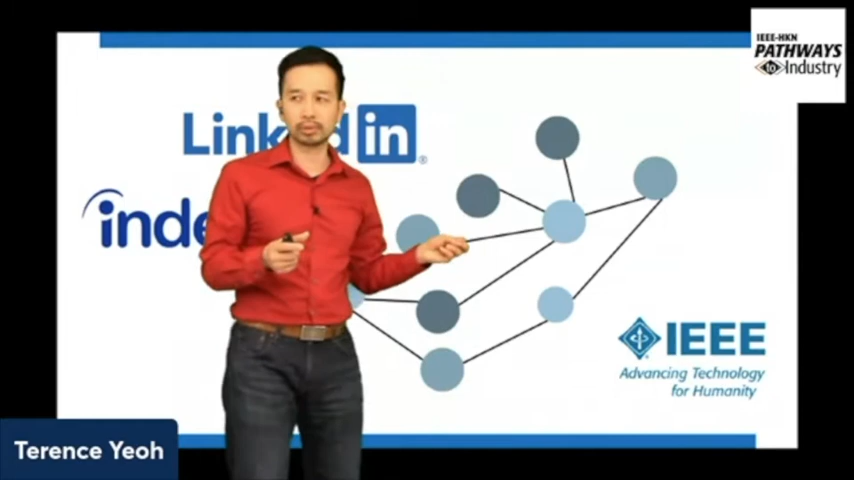 IEEE-HKN
PATHWAYS
TO Industry
Link in
inde
IEEE
Advancing Technology
for Humanity
Terence Yeoh